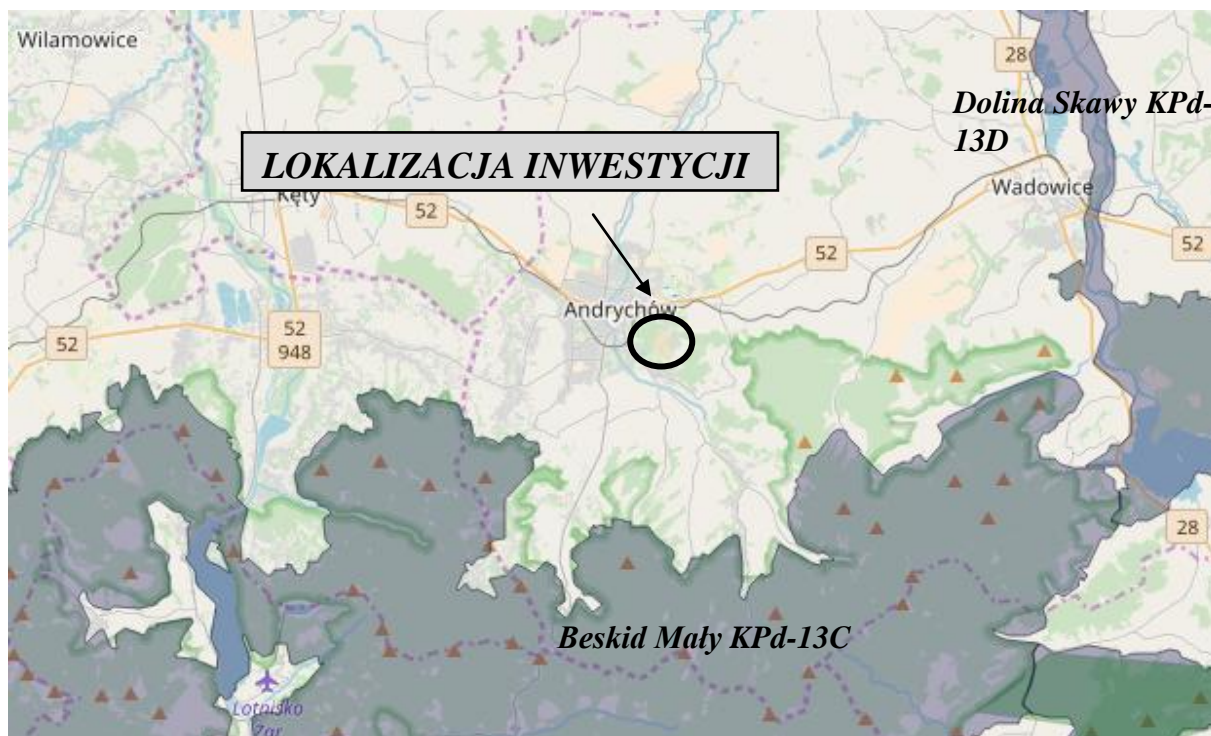 Wilamowice
28
Dolina Skawy KPd-
13D
LOKALIZACJA INWESTYCJI
Kęty
52
Wadowice
52
52
Andrychów
52
52
948
28
Beskid Mały KPd-13C
Lotnisko
Żar